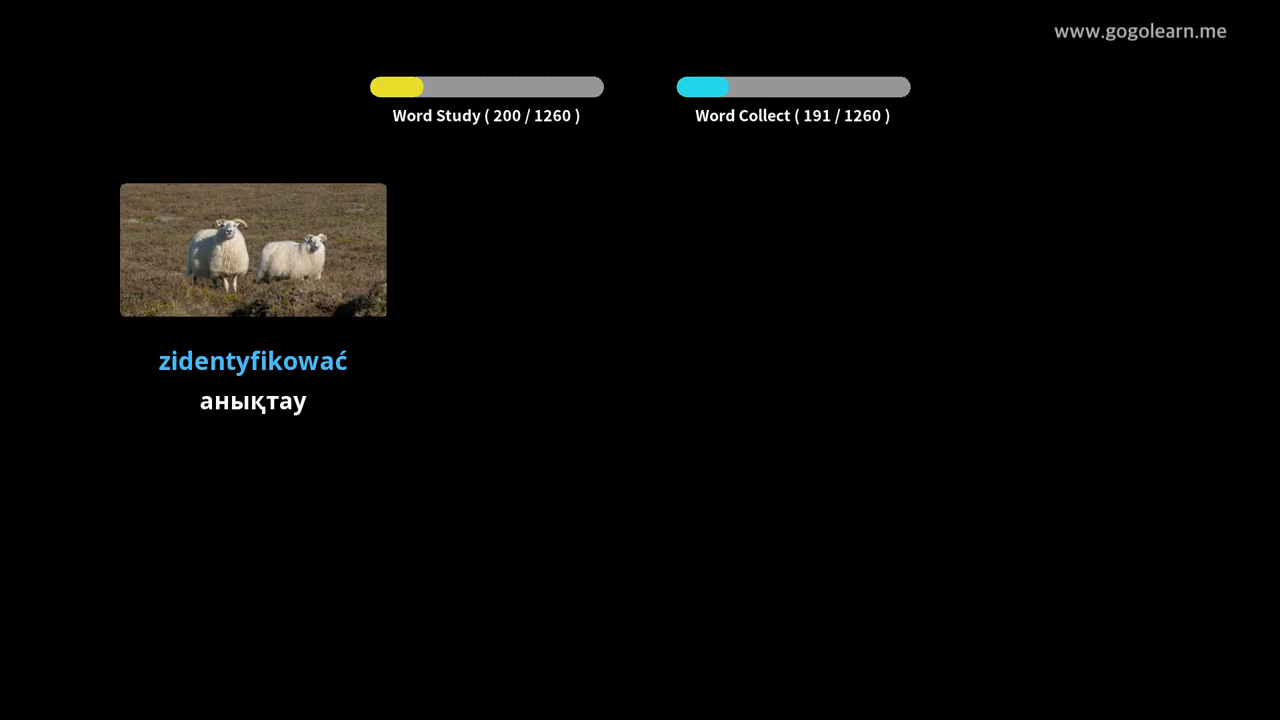 www.gogolearn.me
Word Study ( 200 / 1260 )
Word Collect ( 191 / 1260 )
zidentyfikować
анықтау